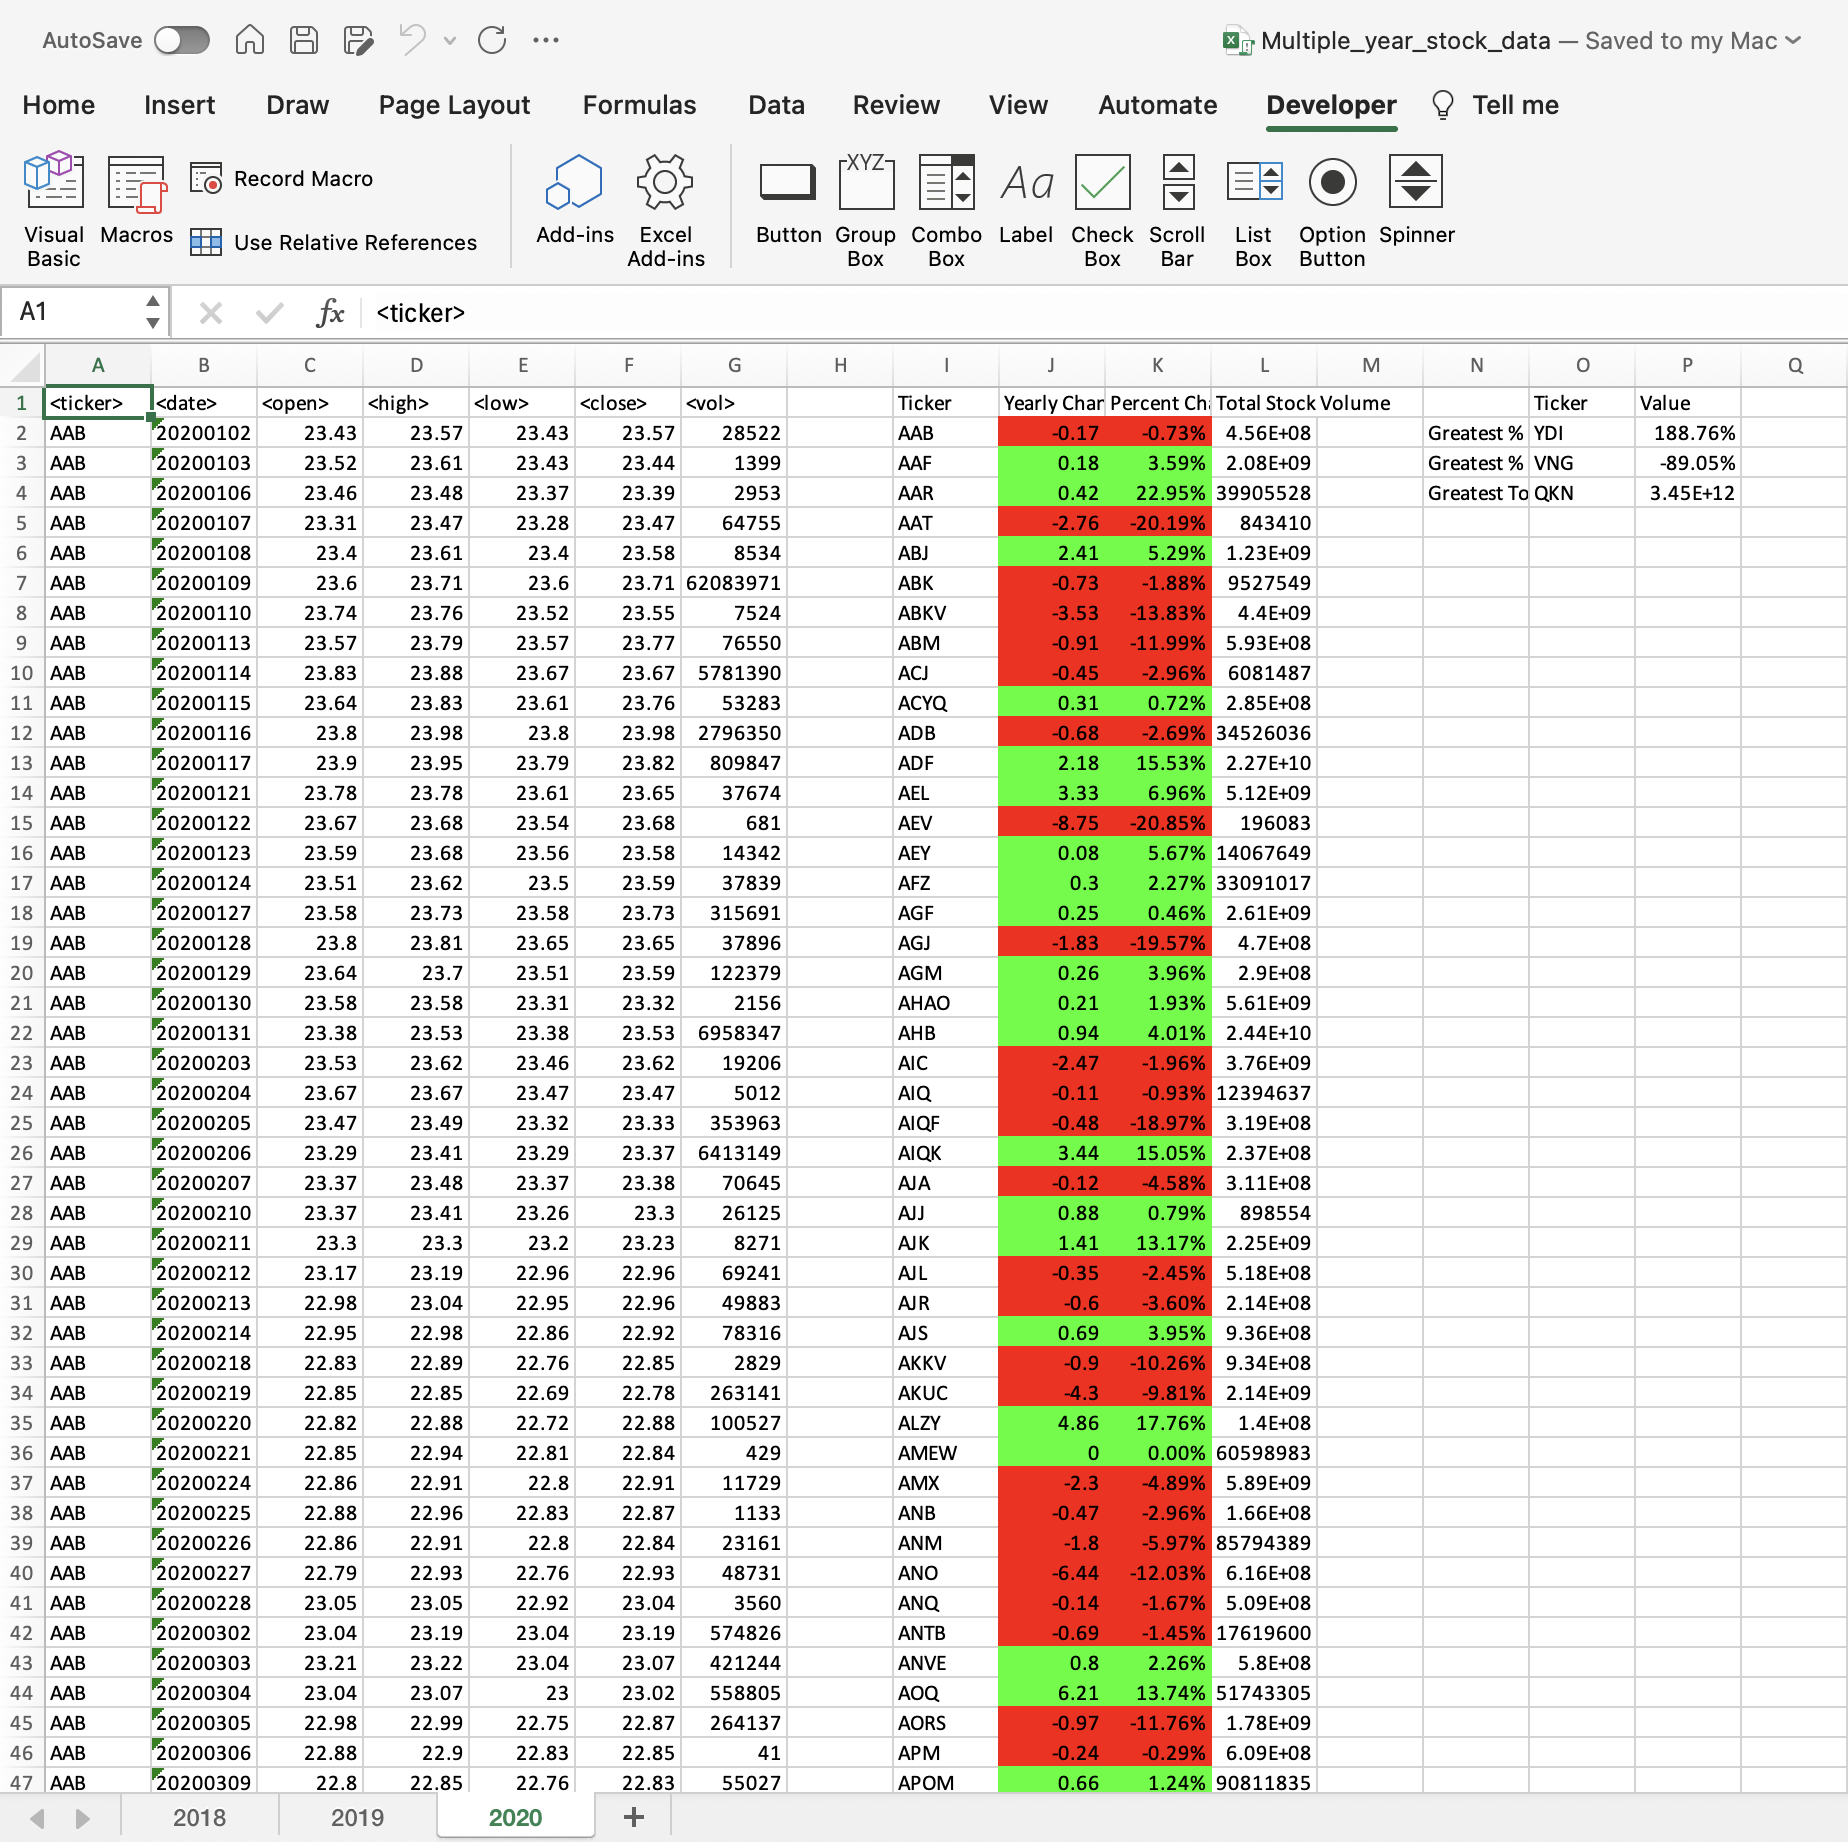 AutoSave Multiple_year_stock_data — Saved to my Mac
Home Insert Draw Page Layout Formulas Data Review View Automate Developer Tell me
Visual Basic Macros Record Macro Use Relative References Add-ins Excel Add-ins Button Group Box Combo Box Label Check Box Scroll Bar List Box Option Button Spinner
A1 fx <ticker>
A B C D E F G H I J K L M N O P Q
1 <ticker> <date> <open> <high> <low> <close> <vol> Ticker Yearly Char Percent Ch Total Stock Volume Ticker Value
2 AAB 20200102 23.43 23.57 23.43 23.57 28522 AAB -0.17 -0.73% 4.56E+08 Greatest % YDI 188.76%
3 AAB 20200103 23.52 23.61 23.43 23.44 1399 AAF 0.18 3.59% 2.08E+09 Greatest % VNG -89.05%
4 AAB 20200106 23.46 23.48 23.37 23.39 2953 AAR 0.42 22.95% 39905528 Greatest To QKN 3.45E+12
5 AAB 20200107 23.31 23.47 23.28 23.47 64755 AAT -2.76 -20.19% 843410
6 AAB 20200108 23.4 23.61 23.4 23.58 8534 ABJ 2.41 5.29% 1.23E+09
7 AAB 20200109 23.6 23.71 23.6 23.71 62083971 ABK -0.73 -1.88% 9527549
8 AAB 20200110 23.74 23.76 23.52 23.55 7524 ABKV -3.53 -13.83% 4.4E+09
9 AAB 20200113 23.57 23.79 23.57 23.77 76550 ABM -0.91 -11.99% 5.93E+08
10 AAB 20200114 23.83 23.88 23.67 23.67 5781390 ACJ -0.45 -2.96% 6081487
11 AAB 20200115 23.64 23.83 23.61 23.76 53283 ACYQ 0.31 0.72% 2.85E+08
12 AAB 20200116 23.8 23.98 23.8 23.98 2796350 ADB -0.68 -2.69% 34526036
13 AAB 20200117 23.9 23.95 23.79 23.82 809847 ADF 2.18 15.53% 2.27E+10
14 AAB 20200121 23.78 23.78 23.61 23.65 37674 AEL 3.33 6.96% 5.12E+09
15 AAB 20200122 23.67 23.68 23.54 23.68 681 AEV -8.75 -20.85% 196083
16 AAB 20200123 23.59 23.68 23.56 23.58 14342 AEY 0.08 5.67% 14067649
17 AAB 20200124 23.51 23.62 23.5 23.59 37839 AFZ 0.3 2.27% 33091017
18 AAB 20200127 23.58 23.73 23.58 23.73 315691 AGF 0.25 0.46% 2.61E+09
19 AAB 20200128 23.8 23.81 23.65 23.65 37896 AGJ -1.83 -19.57% 4.7E+08
20 AAB 20200129 23.64 23.7 23.51 23.59 122379 AGM 0.26 3.96% 2.9E+08
21 AAB 20200130 23.58 23.58 23.31 23.32 2156 AHAO 0.21 1.93% 5.61E+09
22 AAB 20200131 23.38 23.53 23.38 23.53 6958347 AHB 0.94 4.01% 2.44E+10
23 AAB 20200203 23.53 23.62 23.46 23.62 19206 AIC -2.47 -1.96% 3.76E+09
24 AAB 20200204 23.67 23.67 23.47 23.47 5012 AIQ -0.11 -0.93% 12394637
25 AAB 20200205 23.47 23.49 23.32 23.33 353963 AIQF -0.48 -18.97% 3.19E+08
26 AAB 20200206 23.29 23.41 23.29 23.37 6413149 AIQK 3.44 15.05% 2.37E+08
27 AAB 20200207 23.37 23.48 23.37 23.38 70645 AJA -0.12 -4.58% 3.11E+08
28 AAB 20200210 23.37 23.41 23.26 23.3 26125 AJJ 0.88 0.79% 898554
29 AAB 20200211 23.3 23.3 23.2 23.23 8271 AJK 1.41 13.17% 2.25E+09
30 AAB 20200212 23.17 23.19 22.96 22.96 69241 AJL -0.35 -2.45% 5.18E+08
31 AAB 20200213 22.98 23.04 22.95 22.96 49883 AJR -0.6 -3.60% 2.14E+08
32 AAB 20200214 22.95 22.98 22.86 22.92 78316 AJS 0.69 3.95% 9.36E+08
33 AAB 20200218 22.83 22.89 22.76 22.85 2829 AKKV -0.9 -10.26% 9.34E+08
34 AAB 20200219 22.85 22.85 22.69 22.78 263141 AKUC -4.3 -9.81% 2.14E+09
35 AAB 20200220 22.82 22.88 22.72 22.88 100527 ALZY 4.86 17.76% 1.4E+08
36 AAB 20200221 22.85 22.94 22.81 22.84 429 AMEW 0 0.00% 60598983
37 AAB 20200224 22.86 22.91 22.8 22.91 11729 AMX -2.3 -4.89% 5.89E+09
38 AAB 20200225 22.88 22.96 22.83 22.87 1133 ANB -0.47 -2.96% 1.66E+08
39 AAB 20200226 22.86 22.91 22.8 22.84 23161 ANM -1.8 -5.97% 85794389
40 AAB 20200227 22.79 22.93 22.76 22.93 48731 ANO -6.44 -12.03% 6.16E+08
41 AAB 20200228 23.05 23.05 22.92 23.04 3560 ANQ -0.14 -1.67% 5.09E+08
42 AAB 20200302 23.04 23.19 23.04 23.19 574826 ANTB -0.69 -1.45% 17619600
43 AAB 20200303 23.21 23.22 23.04 23.07 421244 ANVE 0.8 2.26% 5.8E+08
44 AAB 20200304 23.04 23.07 23 23.02 558805 AOQ 6.21 13.74% 51743305
45 AAB 20200305 22.98 22.99 22.75 22.87 264137 AORS -0.97 -11.76% 1.78E+09
46 AAB 20200306 22.88 22.9 22.83 22.85 41 APM -0.24 -0.29% 6.09E+08
47 AAB 20200309 22.8 22.85 22.76 22.83 55027 APOM 0.66 1.24% 90811835
2018 2019 2020 +